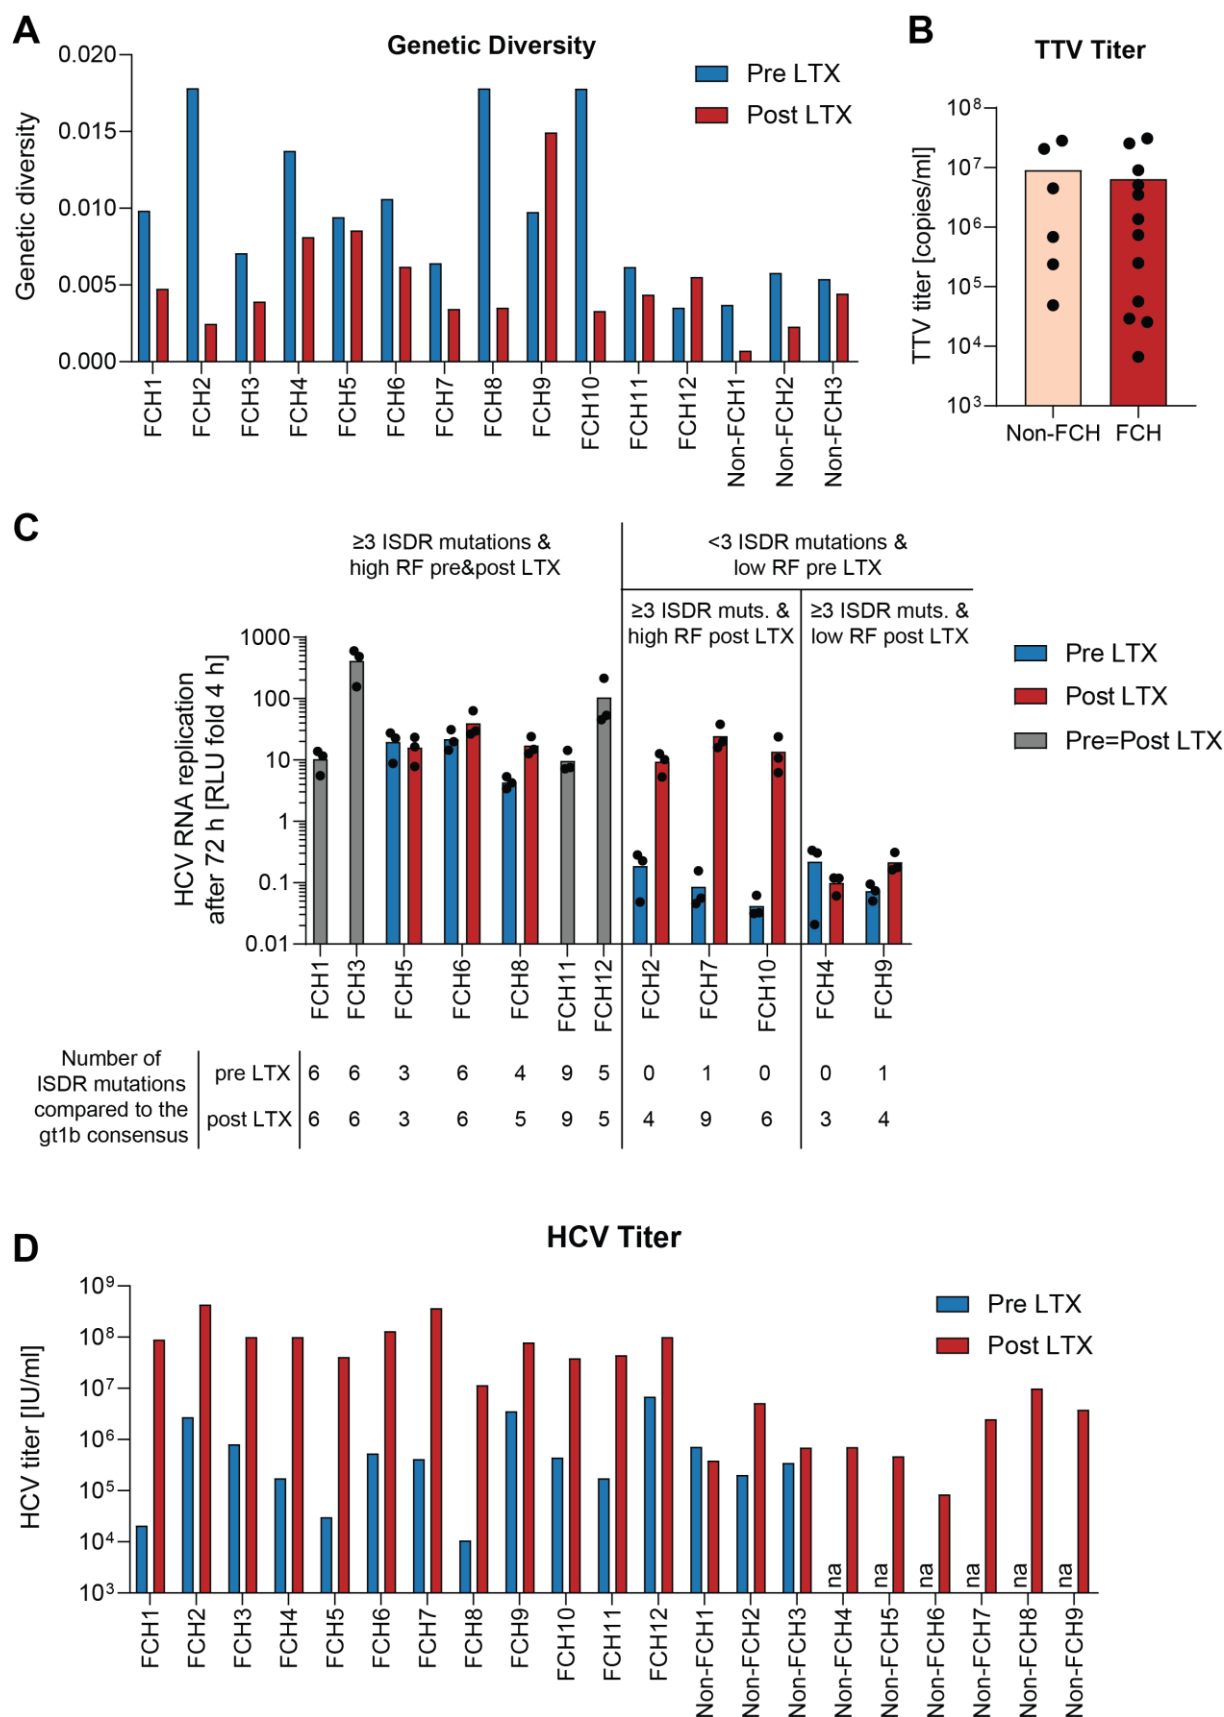 A
Genetic Diversity
Pre LTX
Post LTX
Genetic diversity
0.020
0.015
0.010
0.005
0.000
FCH1
FCH2
FCH3
FCH4
FCH5
FCH6
FCH7
FCH8
FCH9
FCH10
FCH11
FCH12
Non-FCH1
Non-FCH2
Non-FCH3
B
TTV Titer
TTV titer [copies/ml]
10⁸
10⁷
10⁶
10⁵
10⁴
10³
Non-FCH FCH
C
≥3 ISDR mutations &
high RF pre&post LTX
<3 ISDR mutations &
low RF pre LTX
≥3 ISDR muts. &
high RF post LTX
≥3 ISDR muts. &
low RF post LTX
Pre LTX
Post LTX
Pre=Post LTX
HCV RNA replication
after 72 h [RLU fold 4 h]
1000
100
10
1
0.1
0.01
FCH1
FCH3
FCH5
FCH6
FCH8
FCH11
FCH12
FCH2
FCH7
FCH10
FCH4
FCH9
Number of
ISDR mutations
compared to the
gt1b consensus
pre LTX 6 6 3 6 4 9 5 0 1 0 0 1
post LTX 6 6 3 6 5 9 5 4 9 6 3 4
D
HCV Titer
Pre LTX
Post LTX
HCV titer [IU/ml]
10⁹
10⁸
10⁷
10⁶
10⁵
10⁴
10³
na
na
na
na
na
na
FCH1
FCH2
FCH3
FCH4
FCH5
FCH6
FCH7
FCH8
FCH9
FCH10
FCH11
FCH12
Non-FCH1
Non-FCH2
Non-FCH3
Non-FCH4
Non-FCH5
Non-FCH6
Non-FCH7
Non-FCH8
Non-FCH9